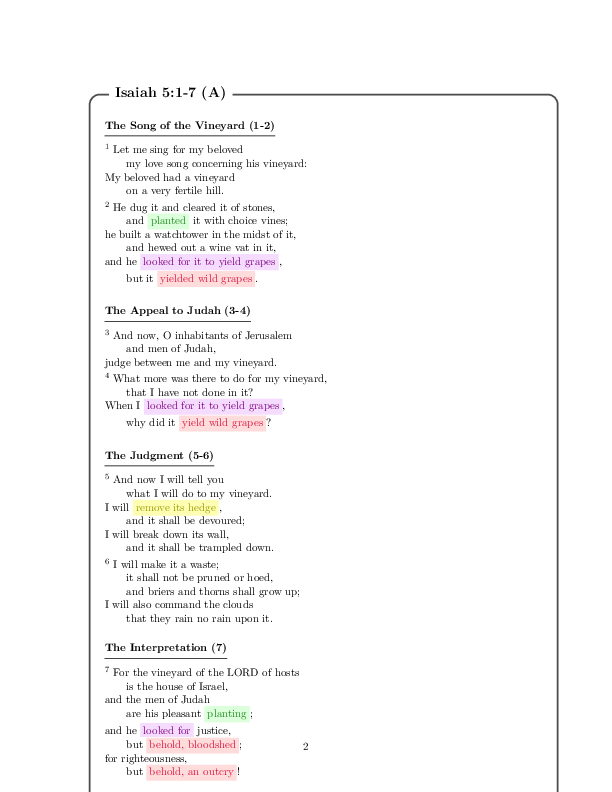 Isaiah 5:1-7 (A)
The Song of the Vineyard (1-2)
1 Let me sing for my beloved
my love song concerning his vineyard:
My beloved had a vineyard
on a very fertile hill.
2 He dug it and cleared it of stones,
and planted it with choice vines;
he built a watchtower in the midst of it,
and hewed out a wine vat in it,
and he looked for it to yield grapes,
but it yielded wild grapes.
The Appeal to Judah (3-4)
3 And now, O inhabitants of Jerusalem
and men of Judah,
judge between me and my vineyard.
4 What more was there to do for my vineyard,
that I have not done in it?
When I looked for it to yield grapes,
why did it yield wild grapes?
The Judgment (5-6)
5 And now I will tell you
what I will do to my vineyard.
I will remove its hedge,
and it shall be devoured;
I will break down its wall,
and it shall be trampled down.
6 I will make it a waste;
it shall not be pruned or hoed,
and briers and thorns shall grow up;
I will also command the clouds
that they rain no rain upon it.
The Interpretation (7)
7 For the vineyard of the LORD of hosts
is the house of Israel,
and the men of Judah
are his pleasant planting;
and he looked for justice,
but behold, bloodshed;
2
for righteousness,
but behold, an outcry!